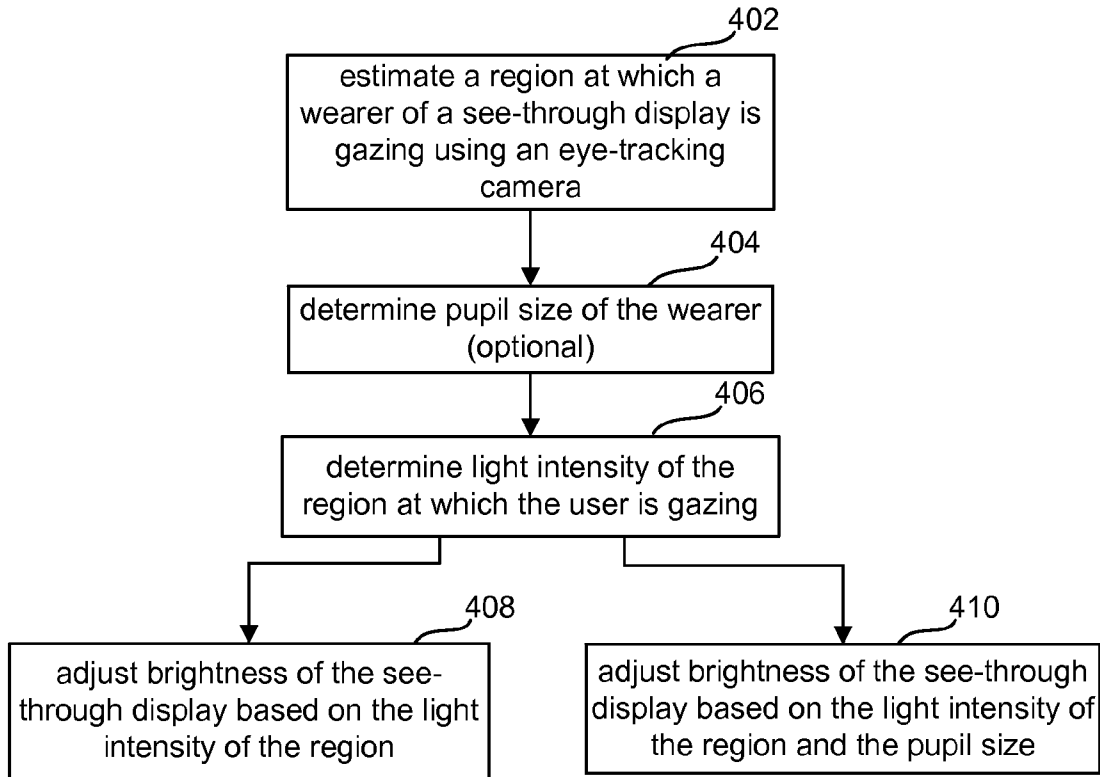 402
estimate a region at which a
wearer of a see-through display is
gazing using an eye-tracking
camera
404
determine pupil size of the wearer
(optional)
406
determine light intensity of the
region at which the user is gazing
408
adjust brightness of the see-
through display based on the light
intensity of the region
410
adjust brightness of the see-through
display based on the light intensity of
the region and the pupil size